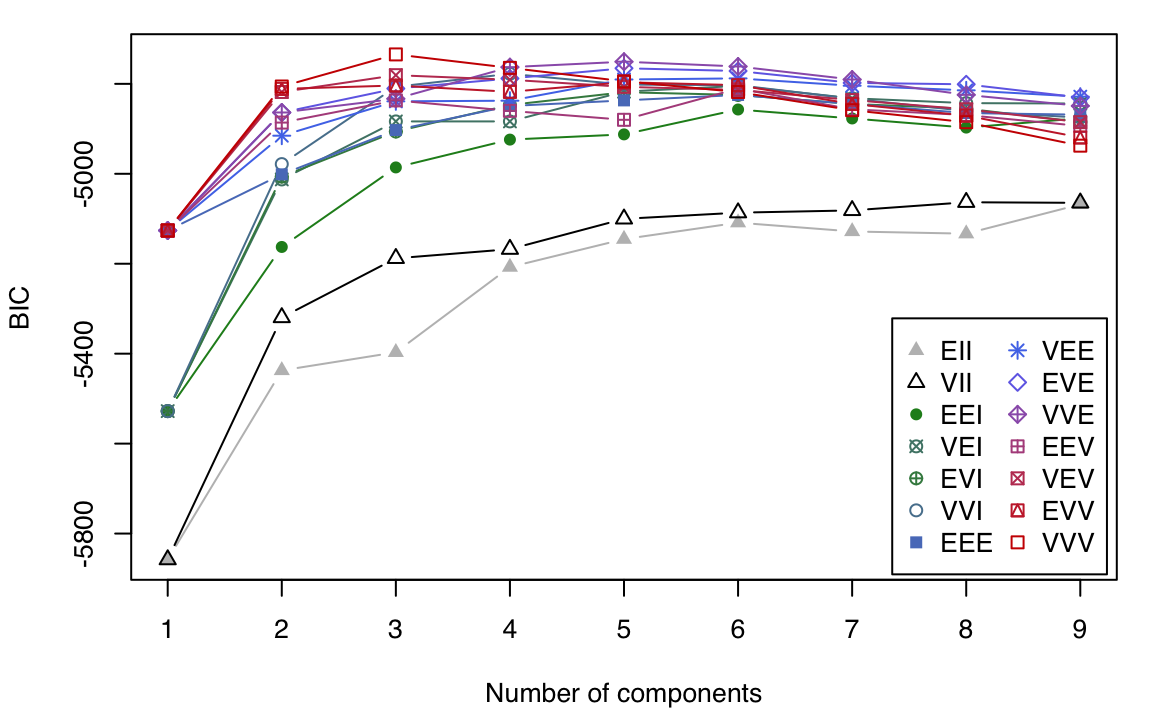 BIC
-5000
-5400
-5800
EII VEE
VII EVE
EEI VVE
VEI EEV
EVI VEV
VVI EVV
EEE VVV
1 2 3 4 5 6 7 8 9
Number of components